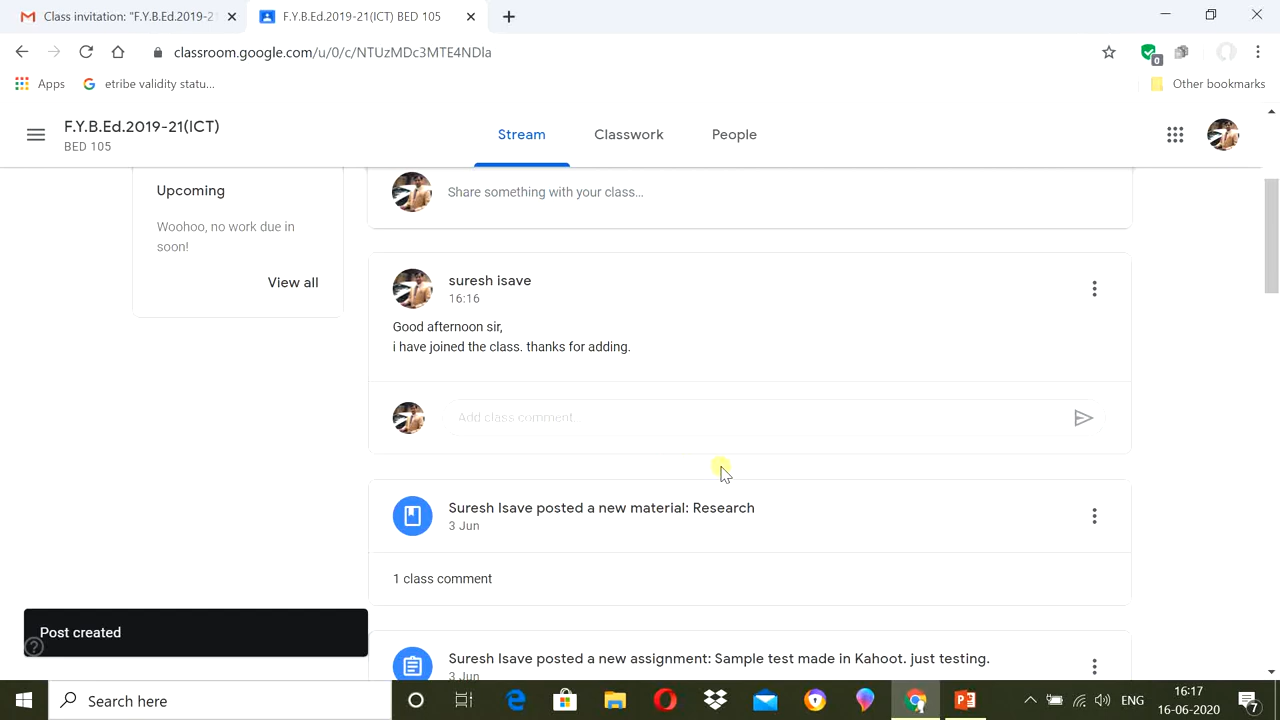 Class invitation: "F.Y.B.Ed.2019-21
F.Y.B.Ed.2019-21(ICT) BED 105
classroom.google.com/u/0/c/NTUzMDc3MTE4NDla
0
Apps
etribe validity statu...
Other bookmarks
F.Y.B.Ed.2019-21(ICT)
BED 105
Stream
Classwork
People
Upcoming
Woohoo, no work due in
soon!
View all
Share something with your class...
suresh isave
16:16
Good afternoon sir,
i have joined the class. thanks for adding.
Add class comment.
Suresh Isave posted a new material: Research
3 Jun
1 class comment
Post created
Suresh Isave posted a new assignment: Sample test made in Kahoot. just testing.
3 Jun
Search here
ENG
16:17
16-06-2020
7